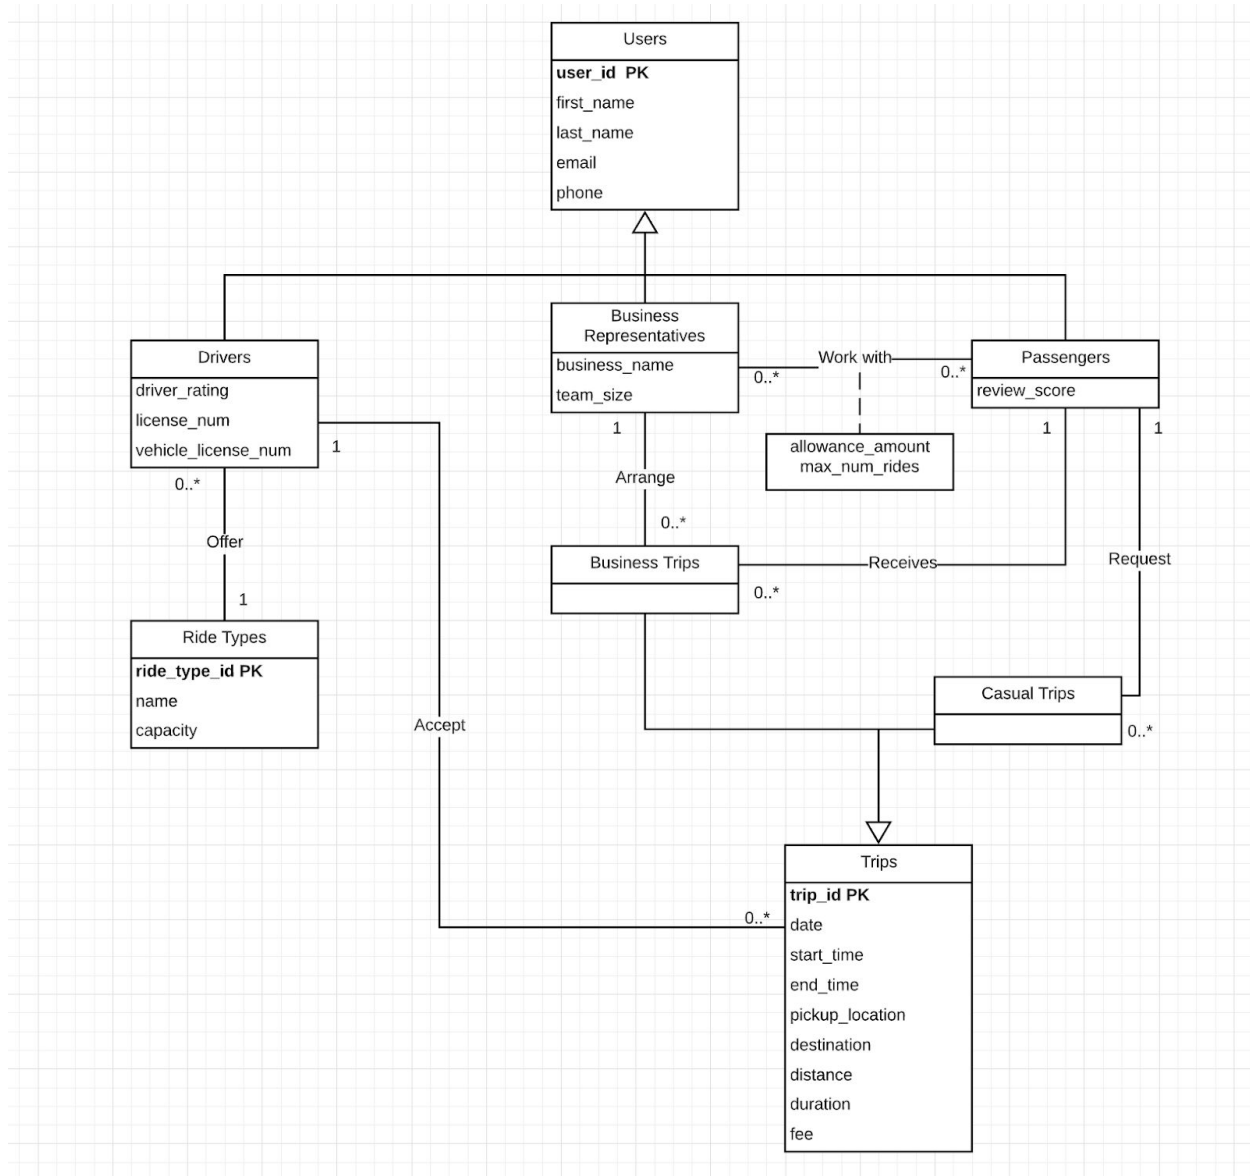 Users
user_id  PK
first_name
last_name
email
phone
Business
Representatives
business_name
team_size
Drivers
driver_rating
license_num
vehicle_license_num
Passengers
review_score
Work with
0..*
0..*
allowance_amount
max_num_rides
1
1
1
1
0..*
Arrange
0..*
Offer
1
Business Trips
Receives
0..*
Request
Ride Types
ride_type_id PK
name
capacity
Accept
Casual Trips
0..*
Trips
trip_id PK
date
start_time
end_time
pickup_location
destination
distance
duration
fee
0..*